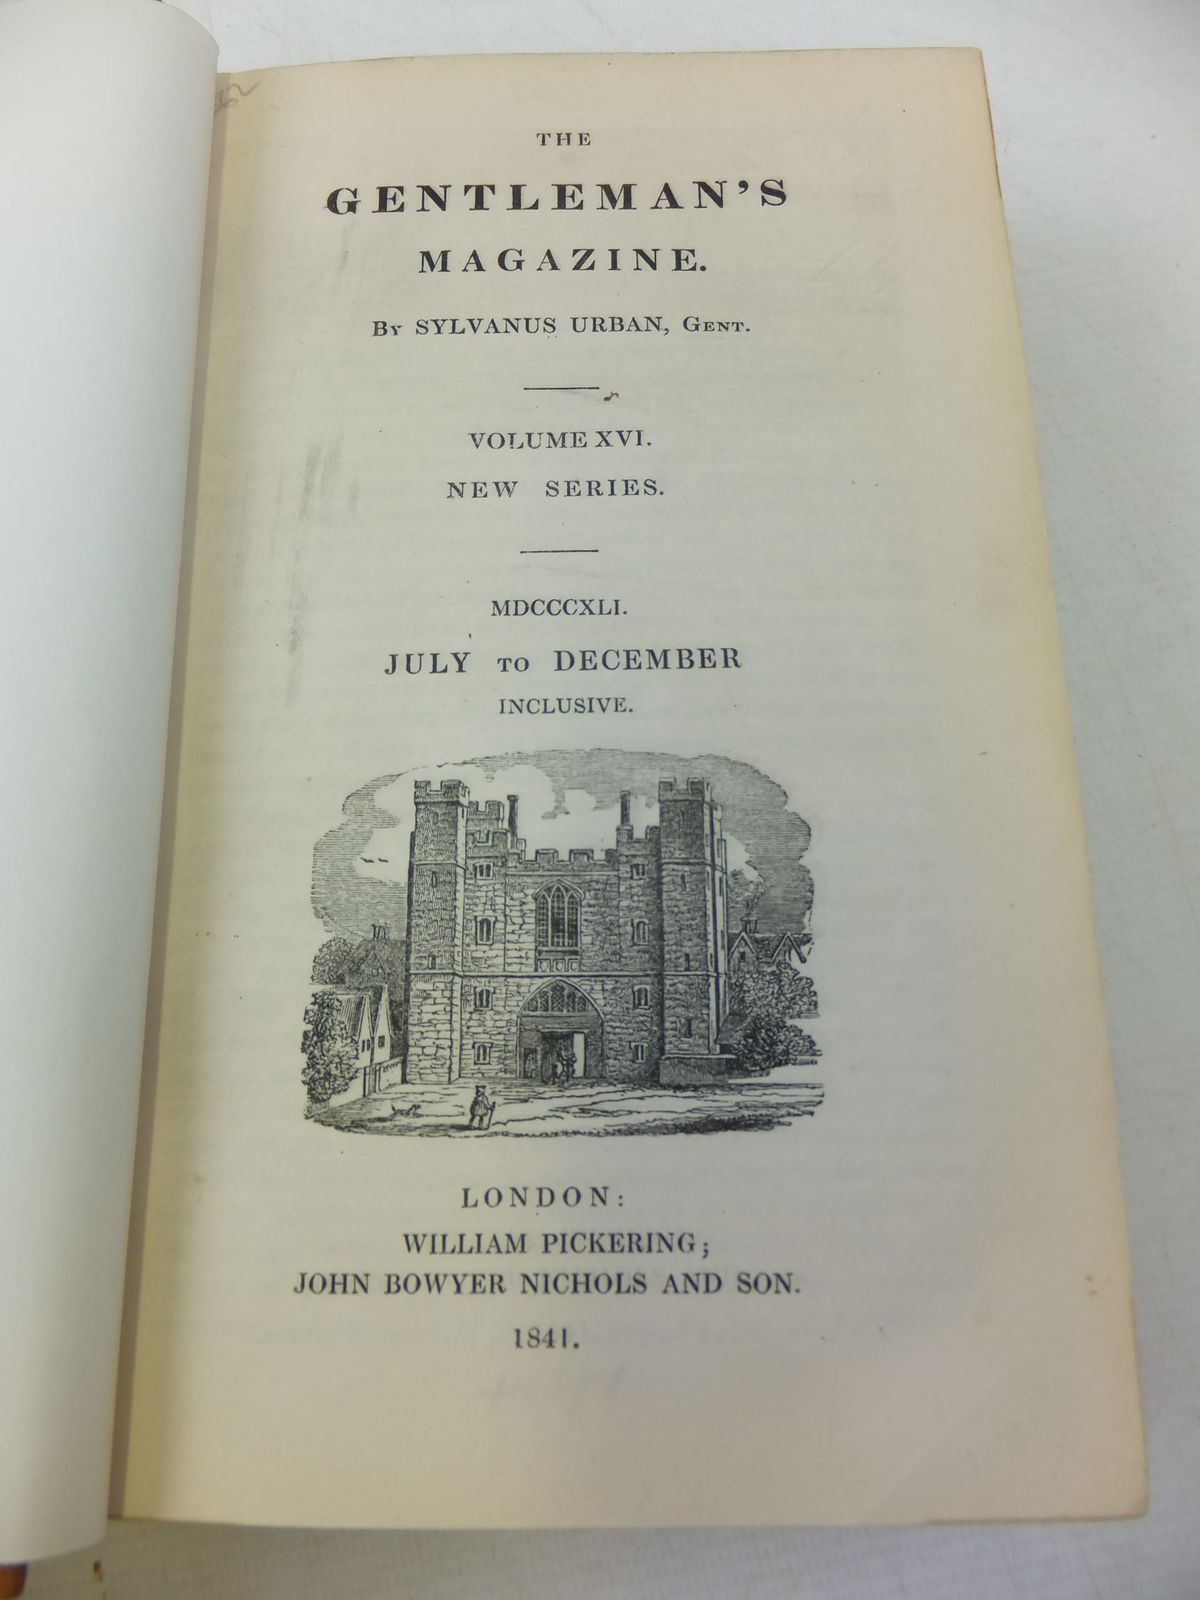 THE
GENTLEMAN'S
MAGAZINE.
By SYLVANUS URBAN, Gent.
VOLUME XVI.
NEW SERIES.
MDCCCXLI.
JULY TO DECEMBER
INCLUSIVE.
LONDON:
WILLIAM PICKERING;
JOHN BOWYER NICHOLS AND SON.
1841.